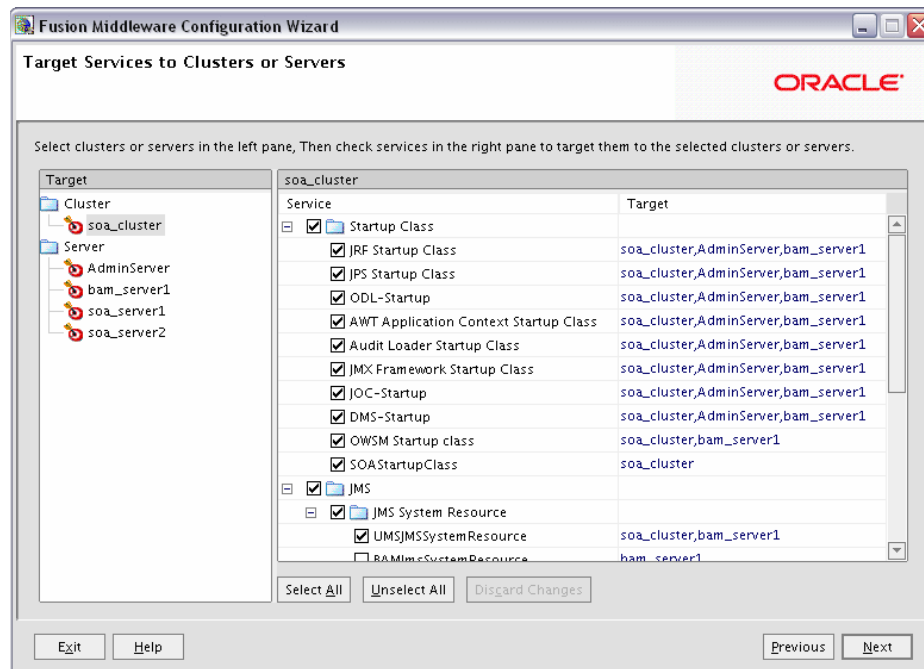 Fusion Middleware Configuration Wizard
Target Services to Clusters or Servers
ORACLE
Select clusters or servers in the left pane, Then check services in the right pane to target them to the selected clusters or servers.
Target
Cluster
soa_cluster
Server
AdminServer
bam_server1
soa_server1
soa_server2
soa_cluster
Service Target
Startup Class
JRF Startup Class soa_cluster,AdminServer,bam_server1
JPS Startup Class soa_cluster,AdminServer,bam_server1
ODL-Startup soa_cluster,AdminServer,bam_server1
AWT Application Context Startup Class soa_cluster,AdminServer,bam_server1
Audit Loader Startup Class soa_cluster,AdminServer,bam_server1
JMX Framework Startup Class soa_cluster,AdminServer,bam_server1
JOC-Startup soa_cluster,AdminServer,bam_server1
DMS-Startup soa_cluster,AdminServer,bam_server1
OWSM Startup class soa_cluster,bam_server1
SOAStartupClass soa_cluster
JMS
JMS System Resource
UMSJMSSystemResource soa_cluster,bam_server1
BAMJmsSystemResource bam_server1
Select All Unselect All Discard Changes
Exit Help Previous Next